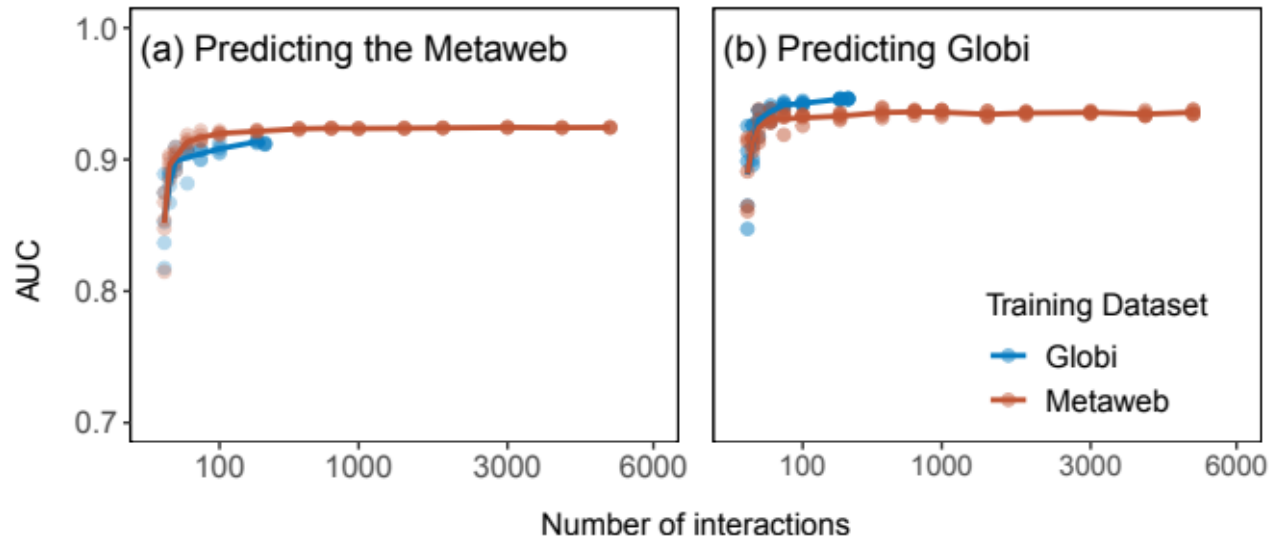 (a) Predicting the Metaweb
(b) Predicting Globi
1.0
0.9
0.8
0.7
AUC
Training Dataset
Globi
Metaweb
100 1000 3000 6000
100 1000 3000 6000
Number of interactions